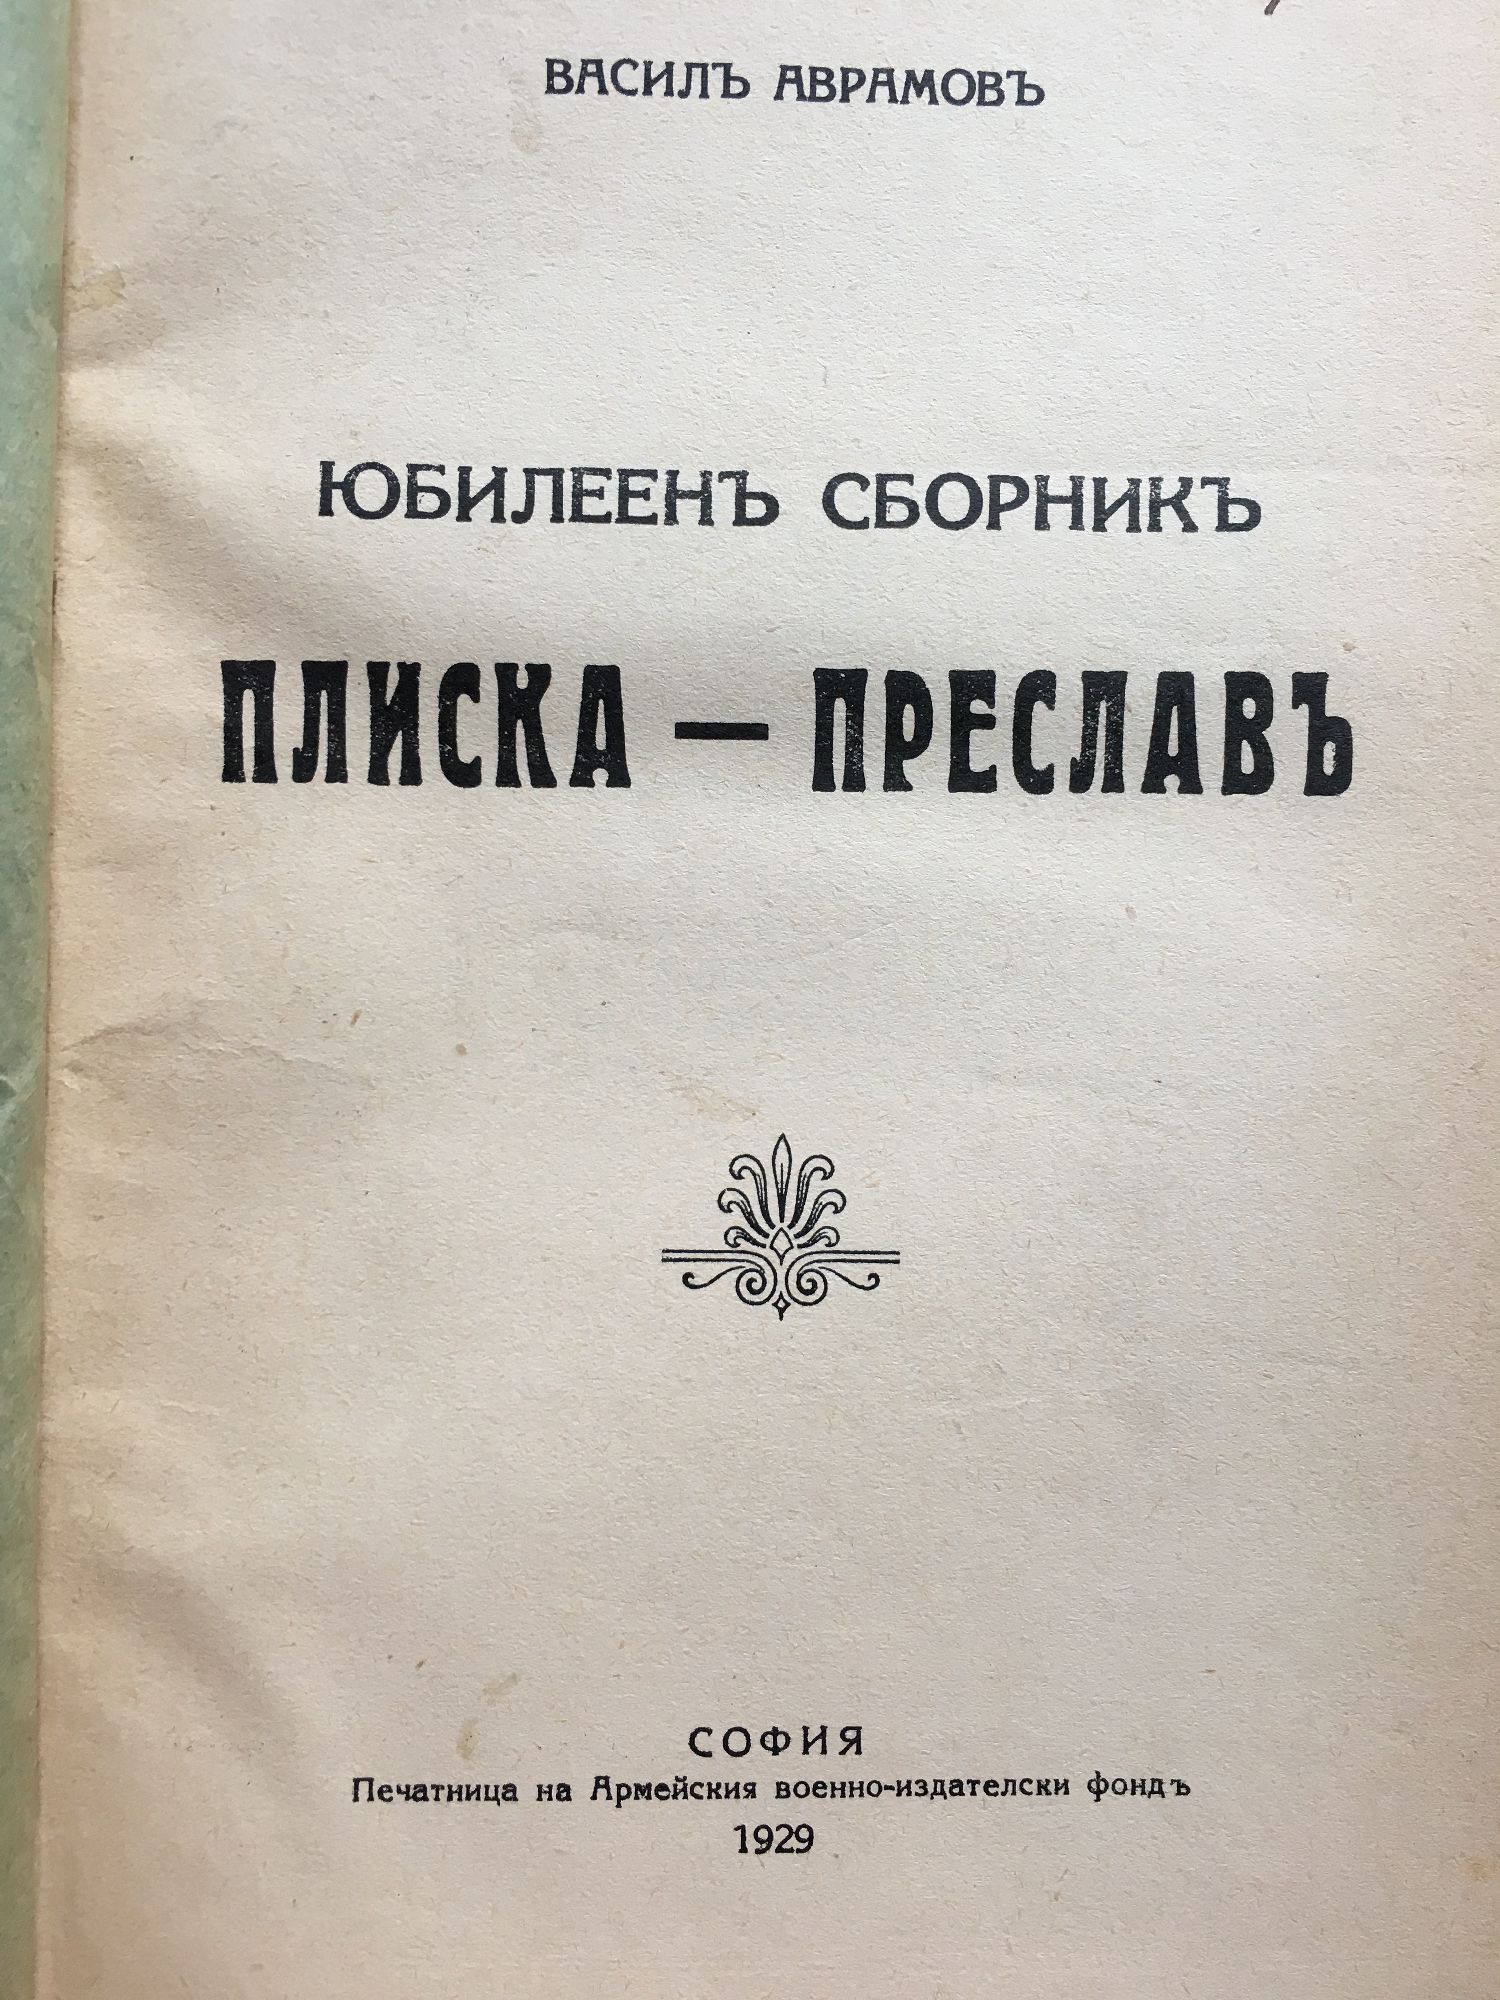 ВАСИЛЪ АВРАМОВЪ
ЮБИЛЕЕНЪ СБОРНИКЪ
ПЛИСКА — ПРЕСЛАВЪ
СОФИЯ
Печатница на Армейския военно-издателски фондъ
1929